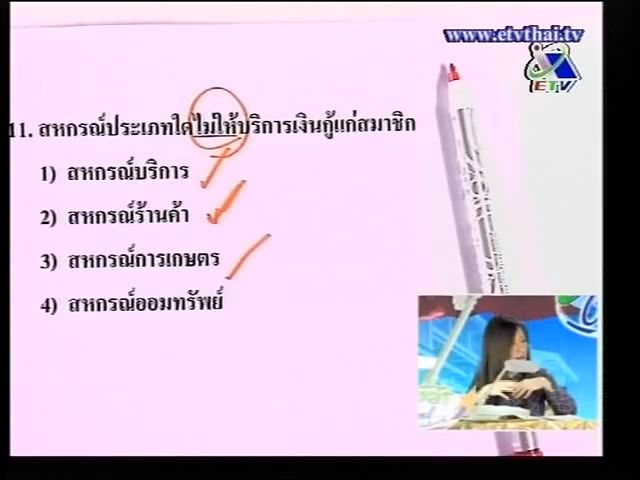 www.etvthai.tv
ETV
11. สหกรณ์ประเภทใดไม่ให้บริการเงินกู้แก่สมาชิก
1) สหกรณ์บริการ
2) สหกรณ์ร้านค้า
3) สหกรณ์การเกษตร
4) สหกรณ์ออมทรัพย์